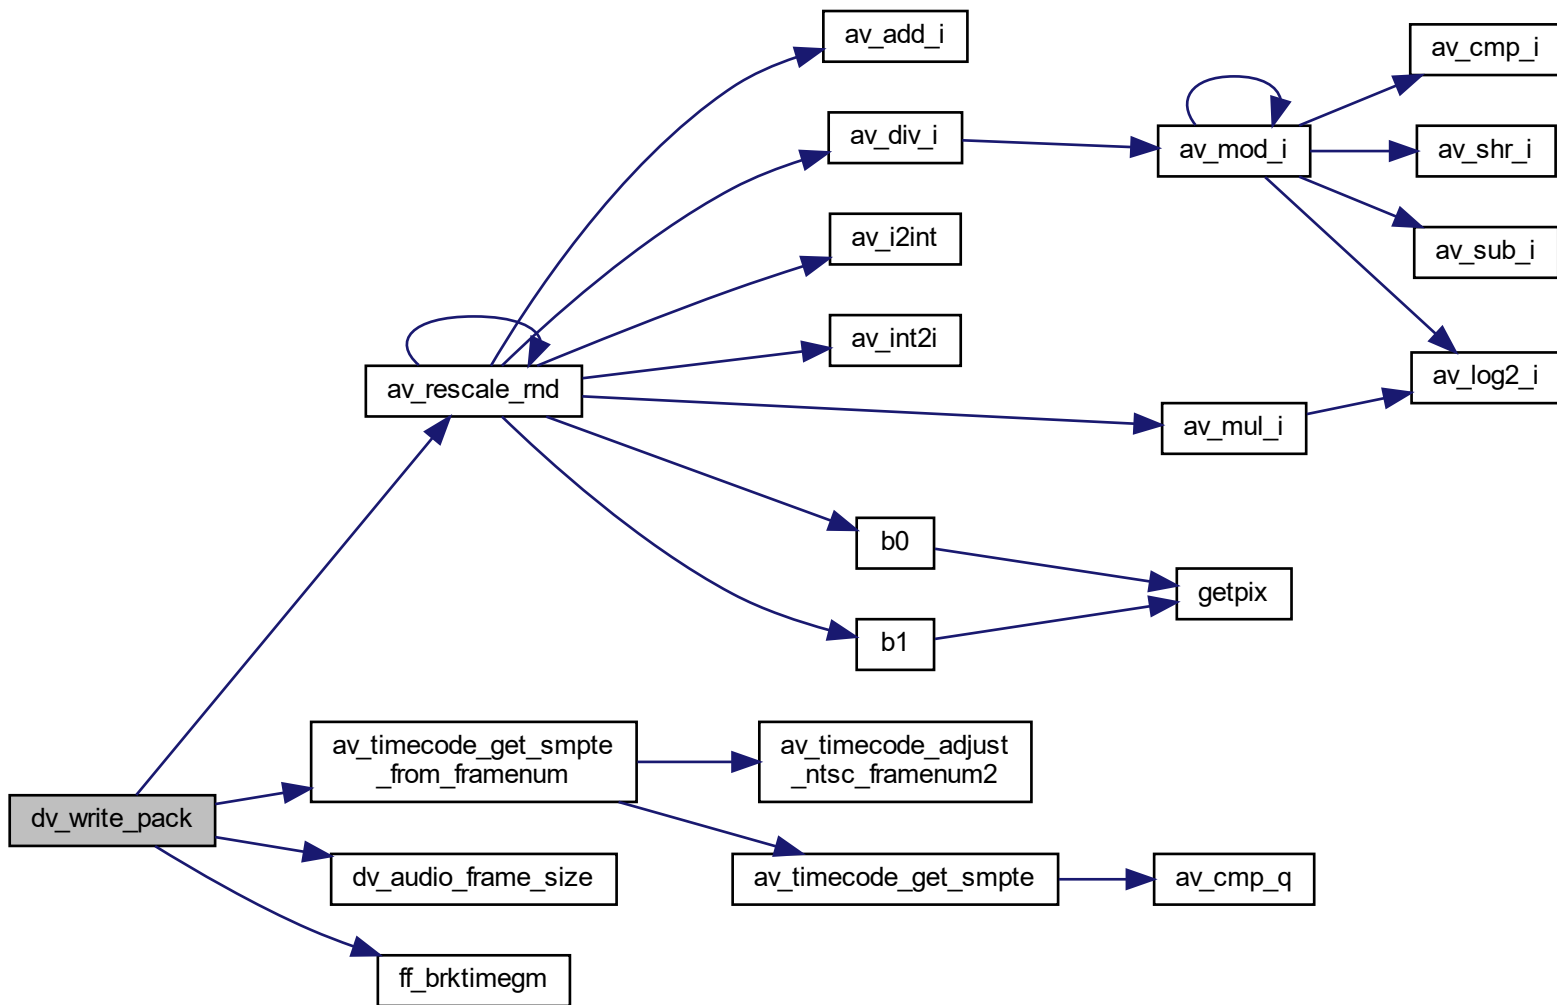 av_add_i
av_cmp_i
av_div_i
av_mod_i
av_shr_i
av_i2int
av_sub_i
av_int2i
av_rescale_rnd
av_log2_i
av_mul_i
b0
getpix
b1
av_timecode_get_smpte
_from_framenum
av_timecode_adjust
_ntsc_framenum2
dv_write_pack
dv_audio_frame_size
av_timecode_get_smpte
av_cmp_q
ff_brktimegm